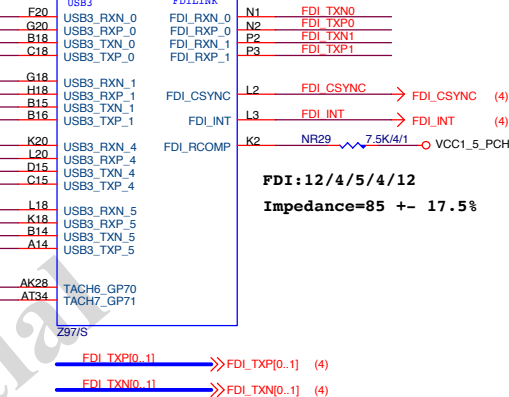 USB3 FDILINK
F20 USB3_RXN_0 FDI_RXN_0 N1 FDI_TXN0
G20 USB3_RXP_0 FDI_RXP_0 N2 FDI_TXP0
B18 USB3_TXN_0 FDI_RXN_1 P2 FDI_TXN1
C18 USB3_TXP_0 FDI_RXP_1 P3 FDI_TXP1
G18 USB3_RXN_1
H18 USB3_RXP_1 FDI_CSYNC L2 FDI_CSYNC FDI_CSYNC (4)
B15 USB3_TXN_1
B16 USB3_TXP_1 FDI_INT L3 FDI_INT FDI_INT (4)
K20 USB3_RXN_4 FDI_RCOMP K2 NR29 7.5K/4/1 VCC1_5_PCH
L20 USB3_RXP_4
D15 USB3_TXN_4
C15 USB3_TXP_4
FDI:12/4/5/4/12
Impedance=85 +- 17.5%
L18 USB3_RXN_5
K18 USB3_RXP_5
B14 USB3_TXN_5
A14 USB3_TXP_5
AK28 TACH6_GP70
AT34 TACH7_GP71
Z97/S
FDI_TXP[0..1] FDI_TXP[0..1] (4)
FDI_TXN[0..1] FDI_TXN[0..1] (4)